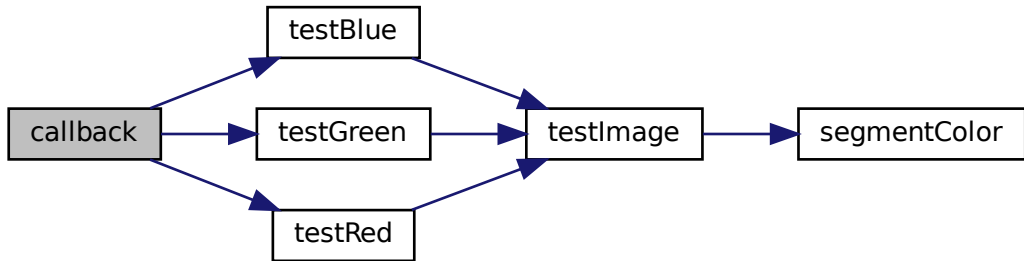 testBlue
callback
testGreen
testImage
segmentColor
testRed